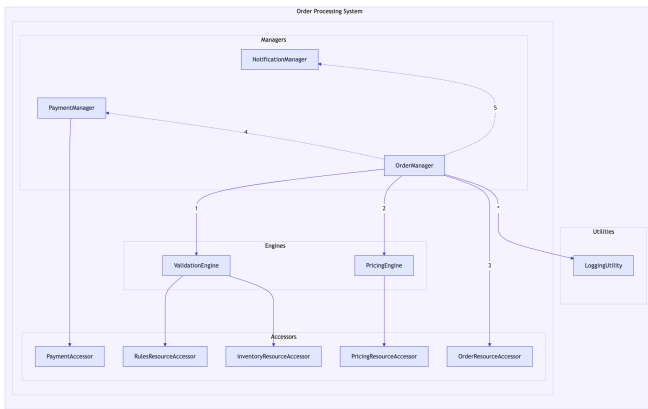 Order Processing System
Managers
NotificationManager
PaymentManager
5
4
OrderManager
1
2
*
Utilities
Engines
ValidationEngine
PricingEngine
3
LoggingUtility
Accessors
PaymentAccessor
RulesResourceAccessor
InventoryResourceAccessor
PricingResourceAccessor
OrderResourceAccessor